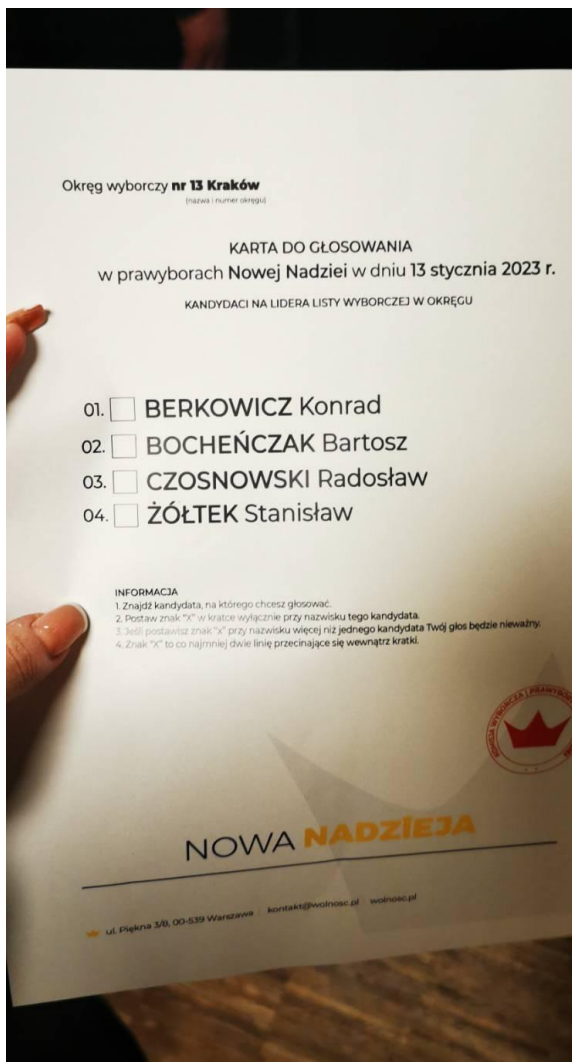 Okręg wyborczy nr 13 Kraków
(nazwa i numer okręgu)
KARTA DO GŁOSOWANIA
w prawyborach Nowej Nadziei w dniu 13 stycznia 2023 r.
KANDYDACI NA LIDERA LISTY WYBORCZEJ W OKRĘGU
01. BERKOWICZ Konrad
02. BOCHEŃCZAK Bartosz
03. CZOSNOWSKI Radosław
04. ŻÓŁTEK Stanisław
INFORMACJA
1. Znajdź kandydata, na którego chcesz głosować.
2. Postaw znak "X" w kratce wyłącznie przy nazwisku tego kandydata.
3. Jeśli postawisz znak "x" przy nazwisku więcej niż jednego kandydata Twój głos będzie nieważny.
4. Znak "X" to co najmniej dwie linię przecinające się wewnątrz kratki.
KOMISJA WYBORCZA | PRAWYBORY
NOWA NADZIEJA
ul. Piękna 3/8, 00-539 Warszawa | kontakt@wolnosc.pl | wolnosc.pl